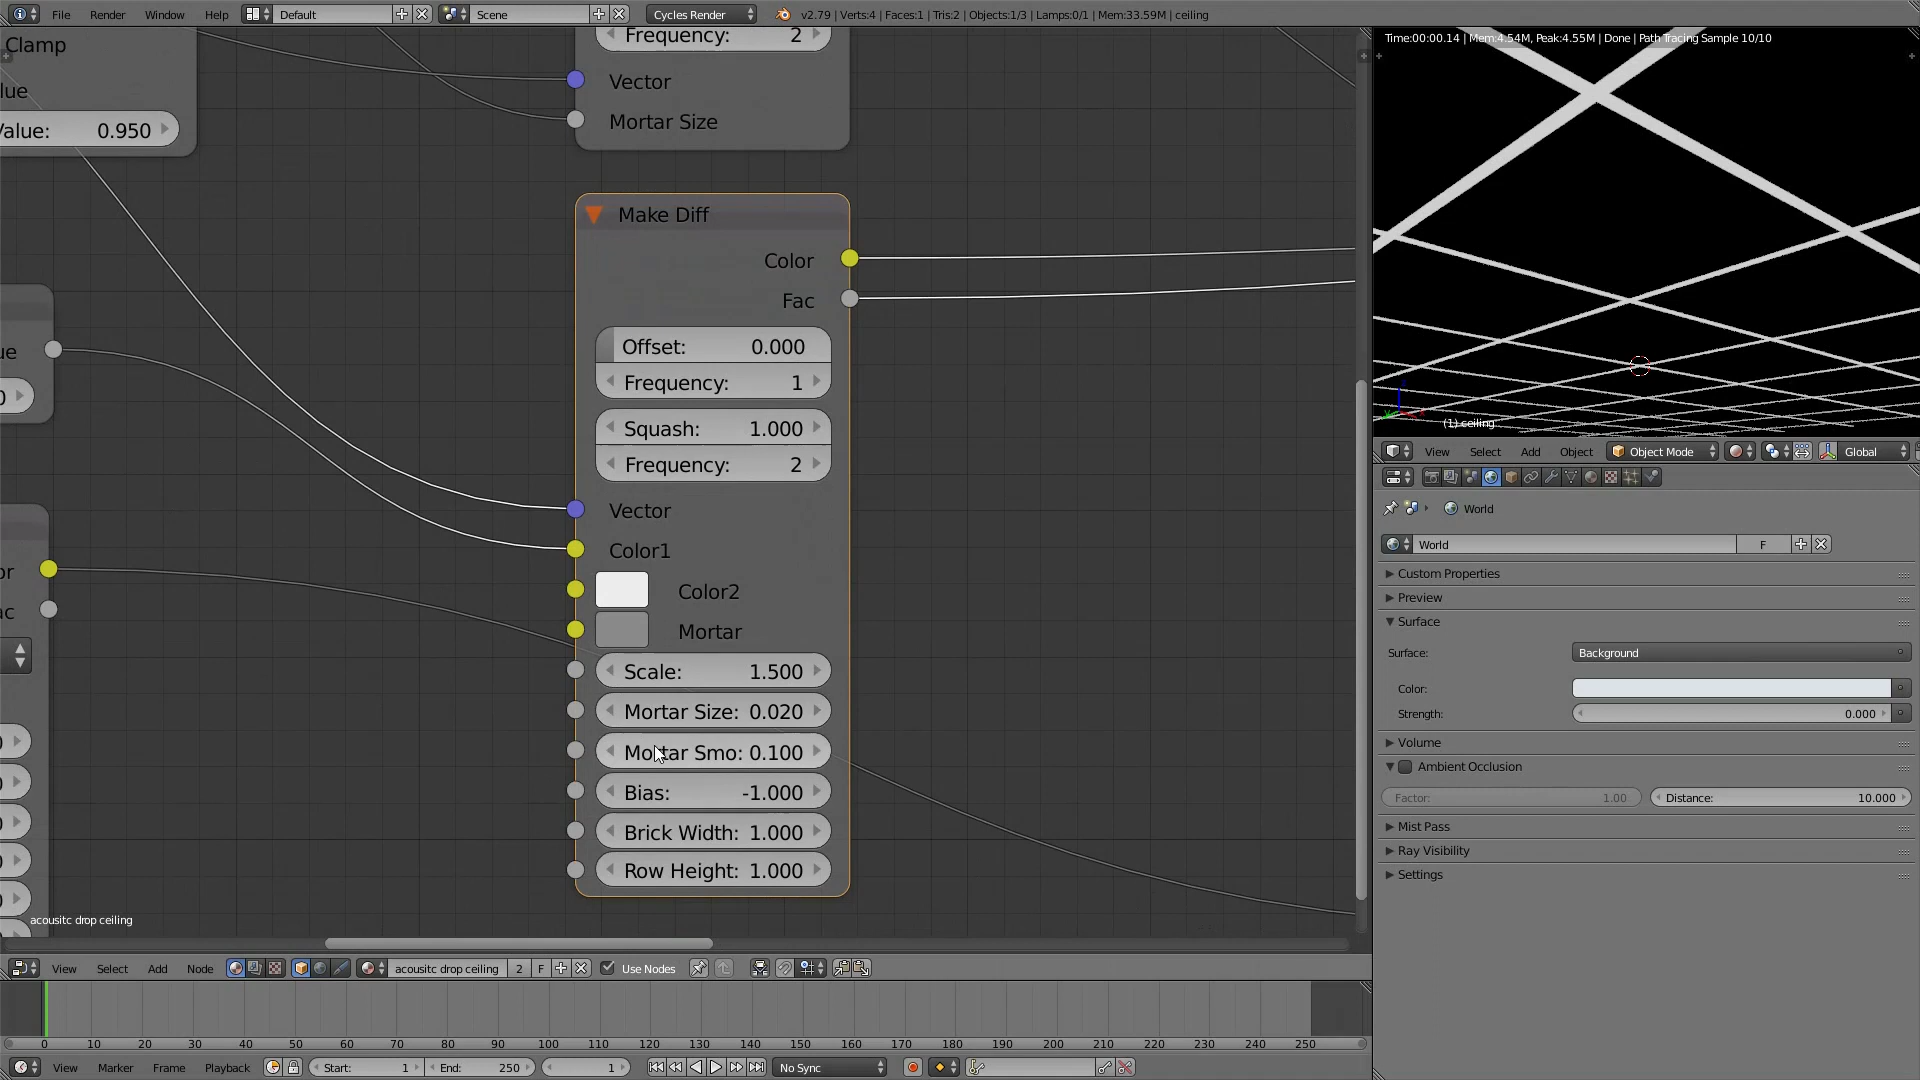 File Render Window Help Default Scene Cycles Render v2.79 | Verts:4 | Faces:1 | Tris:2 | Objects:1/3 | Lamps:0/1 | Mem:33.59M | ceiling
Clamp
lue
Value: 0.950
Frequency: 2
Vector
Mortar Size
Make Diff
Color
Fac
Offset: 0.000
Frequency: 1
Squash: 1.000
Frequency: 2
Vector
Color1
Color2
Mortar
Scale: 1.500
Mortar Size: 0.020
Mortar Smo: 0.100
Bias: -1.000
Brick Width: 1.000
Row Height: 1.000
ue
0
or
ac
acousitc drop ceiling
View Select Add Node acousitc drop ceiling 2 F Use Nodes
0 10 20 30 40 50 60 70 80 90 100 110 120 130 140 150 160 170 180 190 200 210 220 230 240 250
View Marker Frame Playback Start: 1 End: 250 1 No Sync
Time:00:00.14 | Mem:4.54M, Peak:4.55M | Done | Path Tracing Sample 10/10
(1) ceiling
View Select Add Object Object Mode Global
World
World F
Custom Properties
Preview
Surface
Surface: Background
Color:
Strength: 0.000
Volume
Ambient Occlusion
Factor: 1.00 Distance: 10.000
Mist Pass
Ray Visibility
Settings